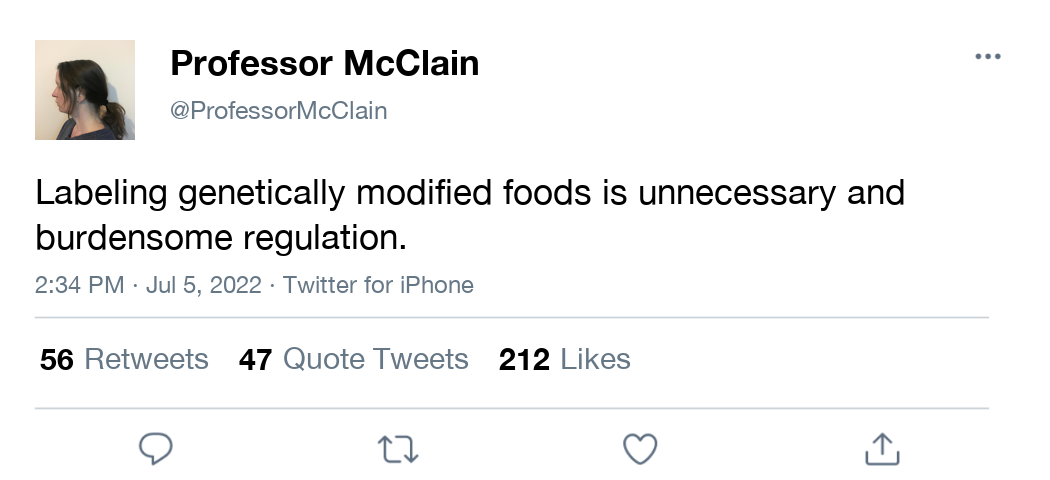 Professor McClain
@ProfessorMcClain
Labeling genetically modified foods is unnecessary and
burdensome regulation.
2:34 PM · Jul 5, 2022 · Twitter for iPhone
56 Retweets 47 Quote Tweets 212 Likes